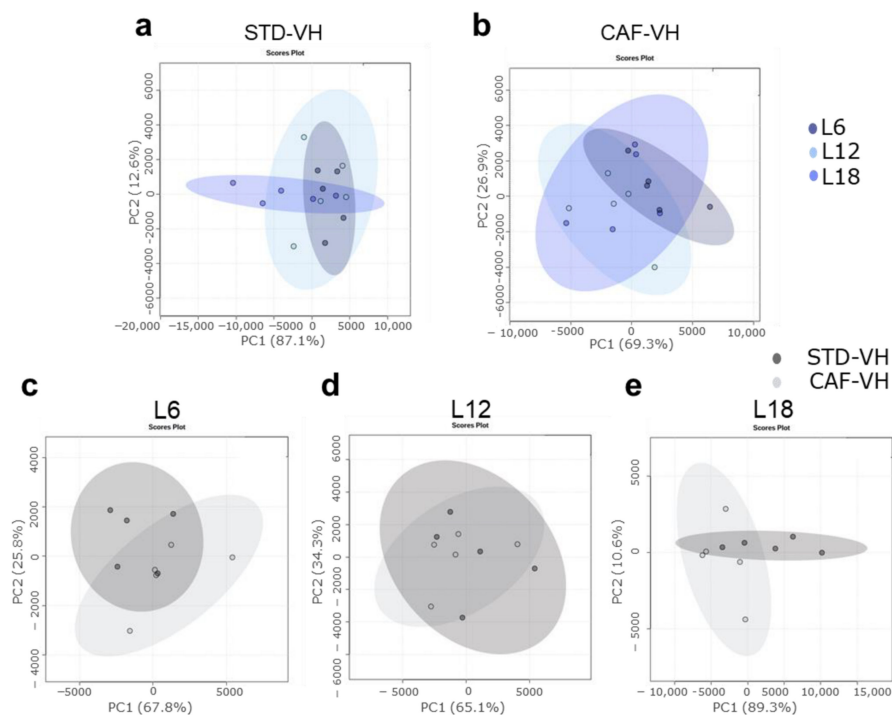 a
STD-VH
Scores Plot
PC2 (12.6%)
6000
4000
2000
0
−2000
−4000
−6000
−20,000 −15,000 −10,000 −5000 0 5000 10,000
PC1 (87.1%)
b
CAF-VH
Scores Plot
PC2 (26.9%)
6000
4000
2000
0
−2000
−4000
−6000
− 10,000 −5000 0 5000 10,000
PC1 (69.3%)
L6
L12
L18
STD-VH
CAF-VH
c
L6
Scores Plot
PC2 (25.8%)
4000
2000
0
− 2000
− 4000
−5000 0 5000
PC1 (67.8%)
d
L12
Scores Plot
PC2 (34.3%)
6000
4000
2000
0
− 2000
− 4000
− 6000
−5000 0 5000
PC1 (65.1%)
e
L18
Scores Plot
PC2 (10.6%)
5000
0
− 5000
− 10,000 −5000 0 5000 10,000 15,000
PC1 (89.3%)